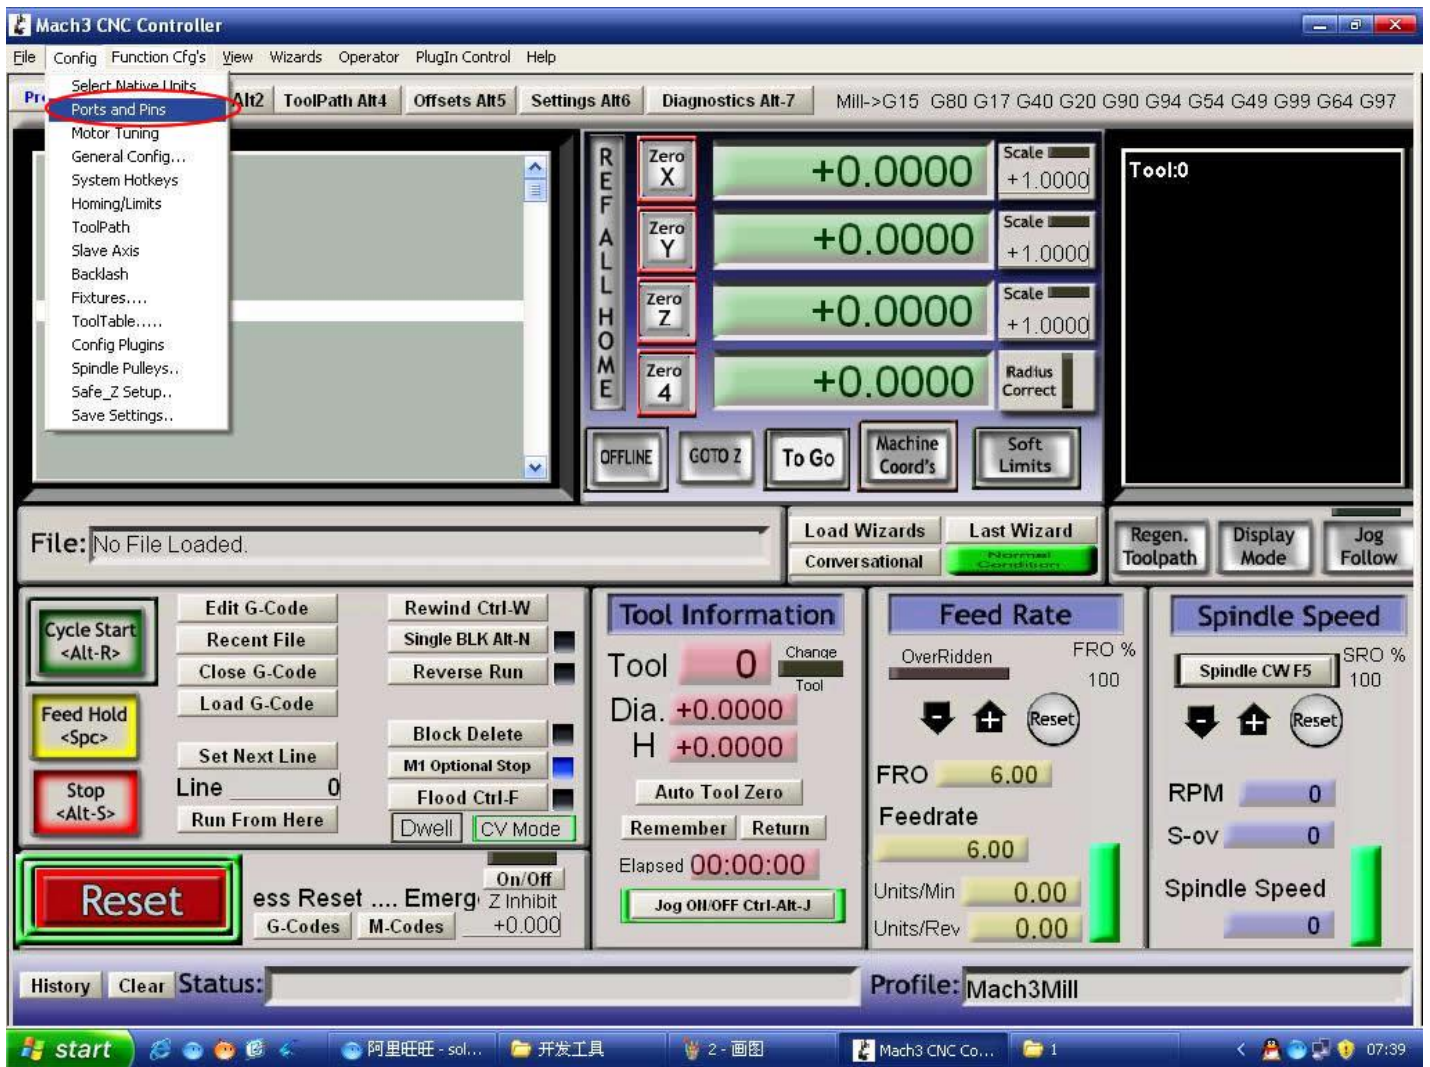 Mach3 CNC Controller
File Config Function Cfg's View Wizards Operator PlugIn Control Help
Select Native Units
Ports and Pins
Motor Tuning
General Config...
System Hotkeys
Homing/Limits
ToolPath
Slave Axis
Backlash
Fixtures....
ToolTable.....
Config Plugins
Spindle Pulleys..
Safe_Z Setup..
Save Settings..
Alt2 ToolPath Alt4 Offsets Alt5 Settings Alt6 Diagnostics Alt-7 Mill->G15 G80 G17 G40 G20 G90 G94 G54 G49 G99 G64 G97
REF ALL HOME
Zero X +0.0000 Scale +1.0000
Zero Y +0.0000 Scale +1.0000
Zero Z +0.0000 Scale +1.0000
Zero 4 +0.0000 Radius Correct
OFFLINE GOTO Z To Go Machine Coord's Soft Limits
Tool:0
File: No File Loaded.
Load Wizards Last Wizard
Conversational Normal Condition
Regen. Toolpath Display Mode Jog Follow
Cycle Start <Alt-R>
Feed Hold <Spc>
Stop <Alt-S>
Edit G-Code
Recent File
Close G-Code
Load G-Code
Set Next Line
Line 0
Run From Here
Rewind Ctrl-W
Single BLK Alt-N
Reverse Run
Block Delete
M1 Optional Stop
Flood Ctrl-F
Dwell CV Mode
Reset
ess Reset .... Emerg
On/Off
Z Inhibit
+0.000
G-Codes M-Codes
Tool Information
Tool 0 Change Tool
Dia. +0.0000
H +0.0000
Auto Tool Zero
Remember Return
Elapsed 00:00:00
Jog ON/OFF Ctrl-Alt-J
Feed Rate
OverRidden FRO % 100
Reset
FRO 6.00
Feedrate
6.00
Units/Min 0.00
Units/Rev 0.00
Spindle Speed
Spindle CW F5 SRO % 100
Reset
RPM 0
S-ov 0
Spindle Speed
0
History Clear Status: Profile: Mach3Mill
start 阿里旺旺 - sol... 开发工具 2 - 画图 Mach3 CNC Co... 1 07:39